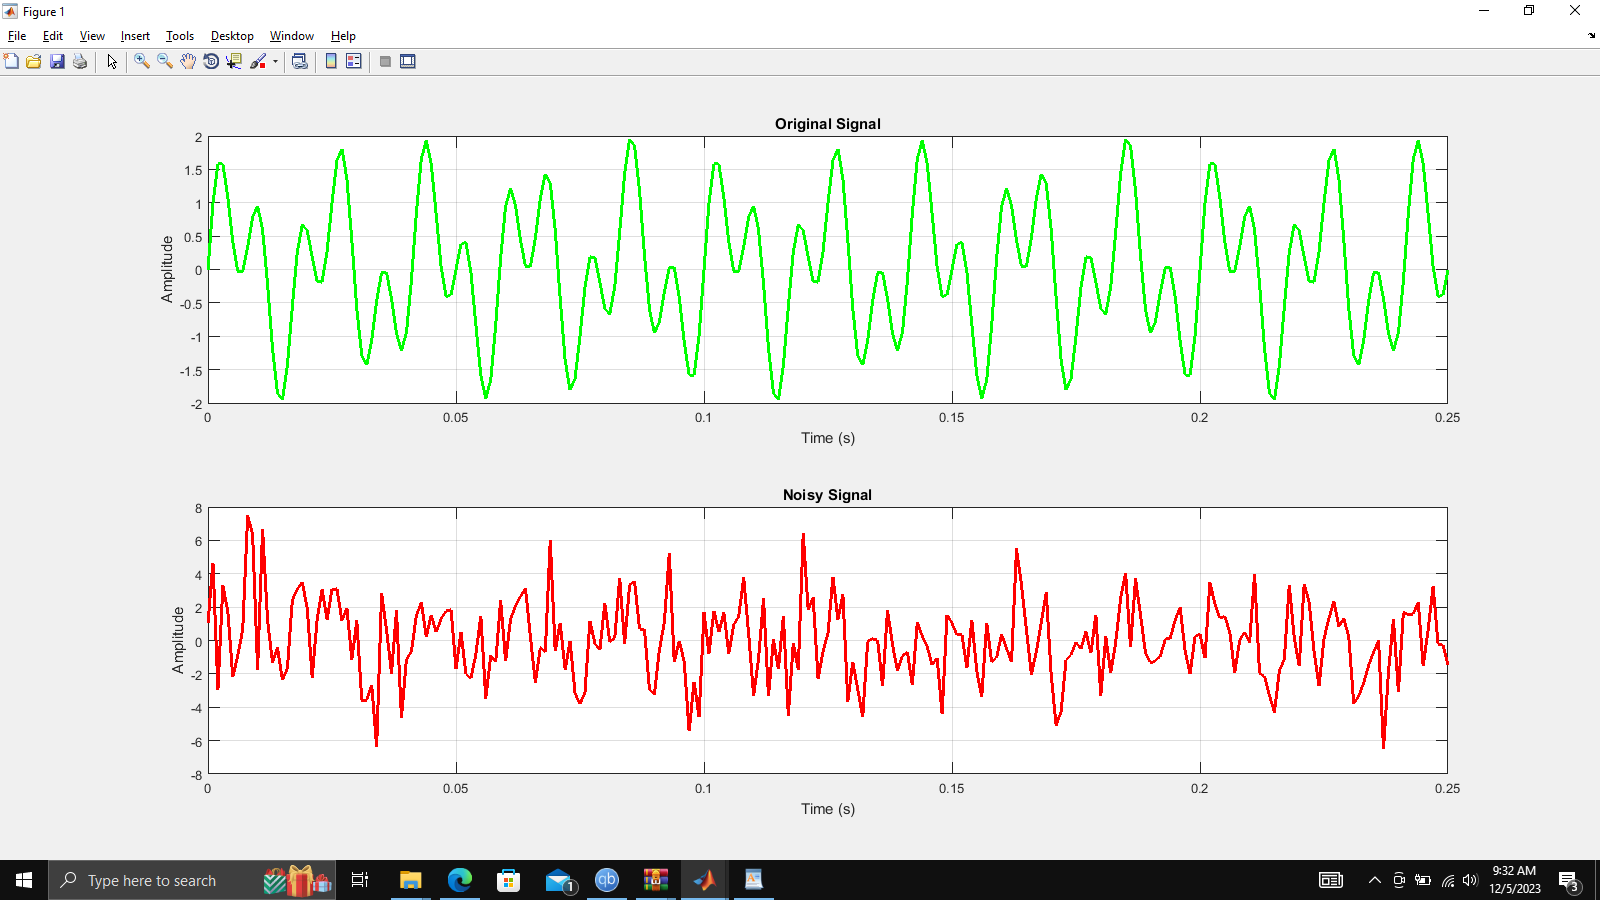 Figure 1
File Edit View Insert Tools Desktop Window Help
Original Signal
Amplitude
2
1.5
1
0.5
0
-0.5
-1
-1.5
-2
0 0.05 0.1 0.15 0.2 0.25
Time (s)
Noisy Signal
Amplitude
8
6
4
2
0
-2
-4
-6
-8
0 0.05 0.1 0.15 0.2 0.25
Time (s)
Type here to search
1
qb
9:32 AM
12/5/2023
3